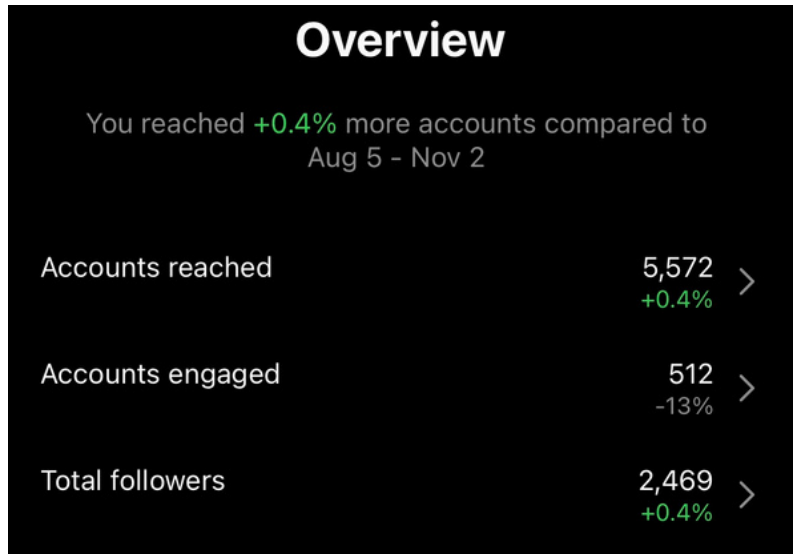 Overview
You reached +0.4% more accounts compared to
Aug 5 - Nov 2
Accounts reached 5,572
+0.4%
Accounts engaged 512
-13%
Total followers 2,469
+0.4%